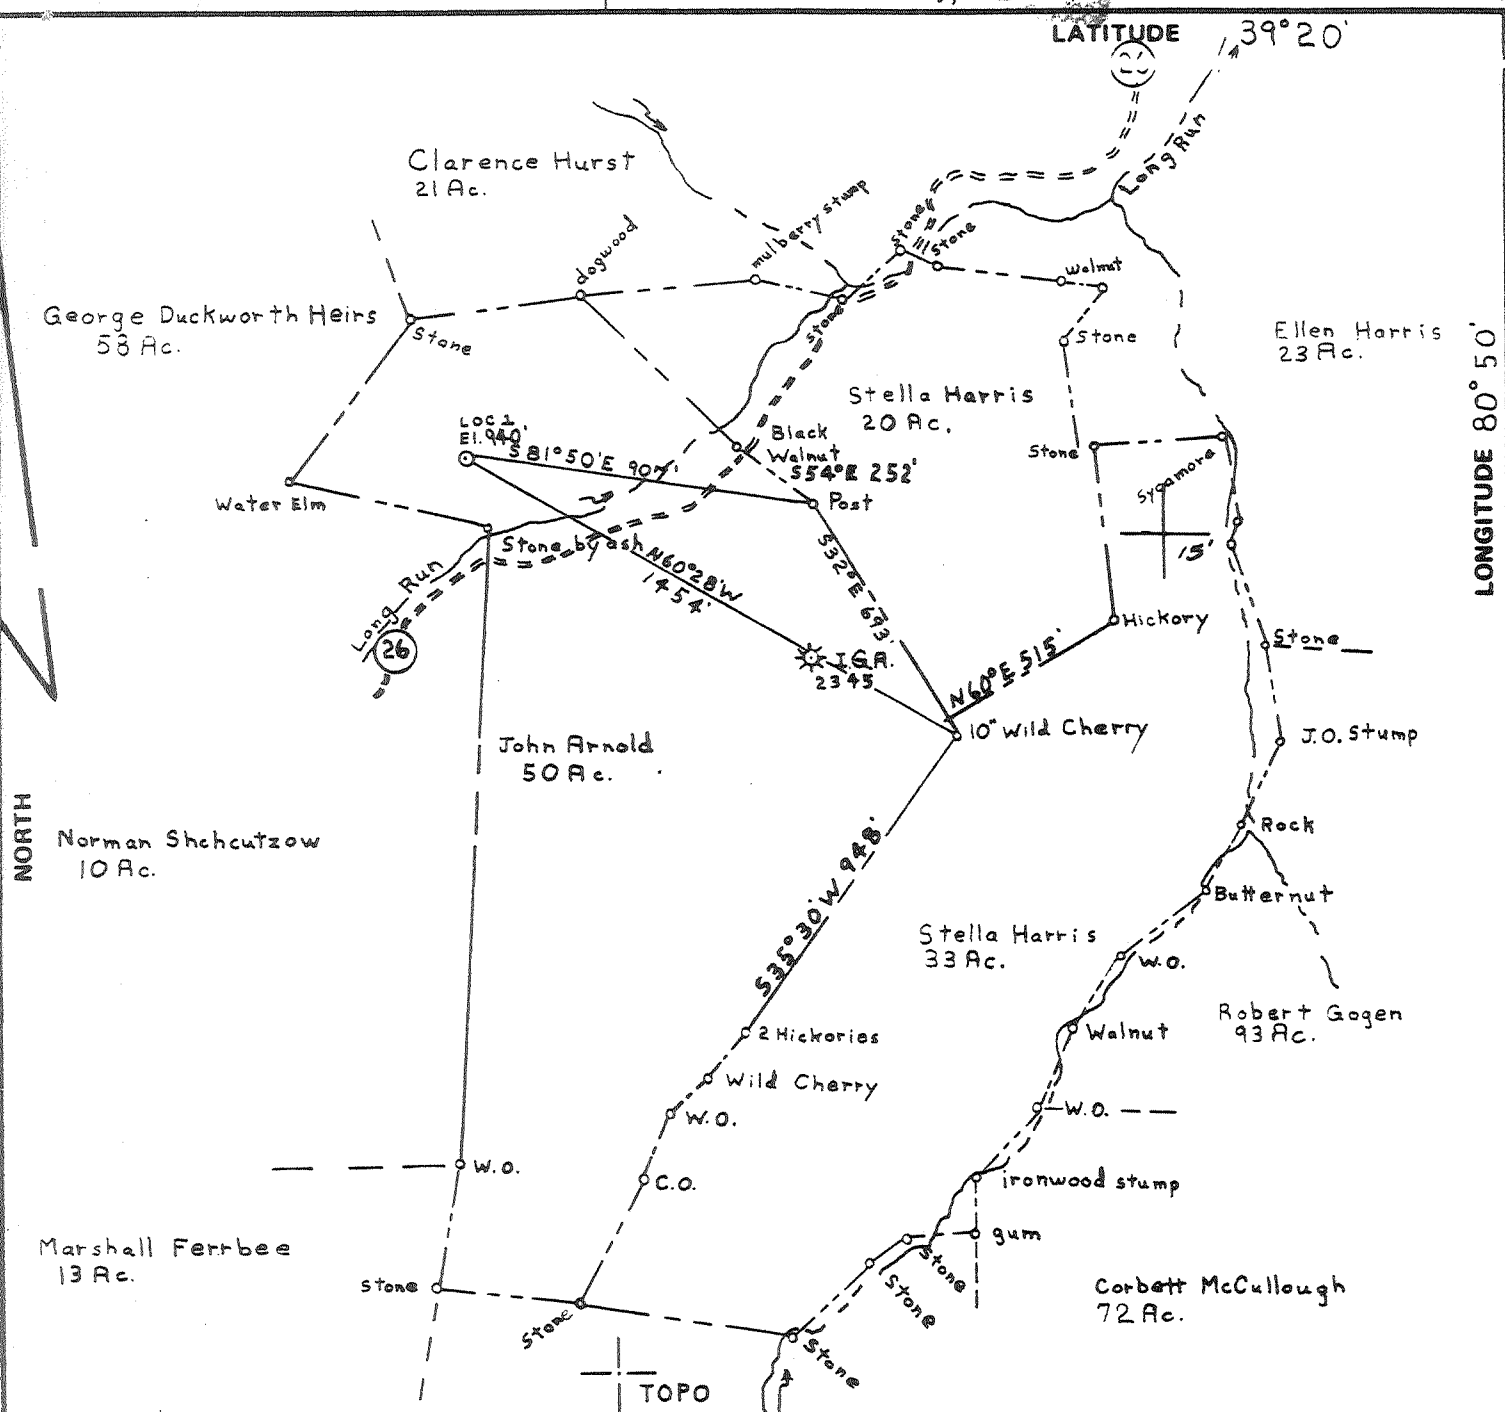 LATITUDE 39°20'
Long Run
Clarence Hurst
21 Ac.
mulberry stump
dogwood
Stone
Stone
Walnut
George Duckworth Heirs
53 Ac.
Stone
Stone
Stone
Ellen Harris
23 Ac.
LONGITUDE 80°50'
Stella Harris
20 Ac.
LOC 1
El. 940'
S81°50'E 907'
Black
Walnut
S54°E 252'
Stone
Sycamore
Water Elm
Post
Stone by ash
15'
N60°28'W
1454'
S32°E 693'
Long Run
26
Hickory
Stone
I.G.A.
2345
N60°E 515'
10" Wild Cherry
J.O. Stump
John Arnold
50 Ac.
NORTH
Norman Shchcutzow
10 Ac.
Rock
S35°30'W 948'
Butternut
Stella Harris
33 Ac.
W.O.
Robert Gogen
93 Ac.
2 Hickories
Walnut
Wild Cherry
W.O.
W.O.
W.O.
C.O.
ironwood stump
gum
Marshall Ferrbee
13 Ac.
Stone
Stone
Stone
Corbett McCullough
72 Ac.
Stone
Stone
TOPO